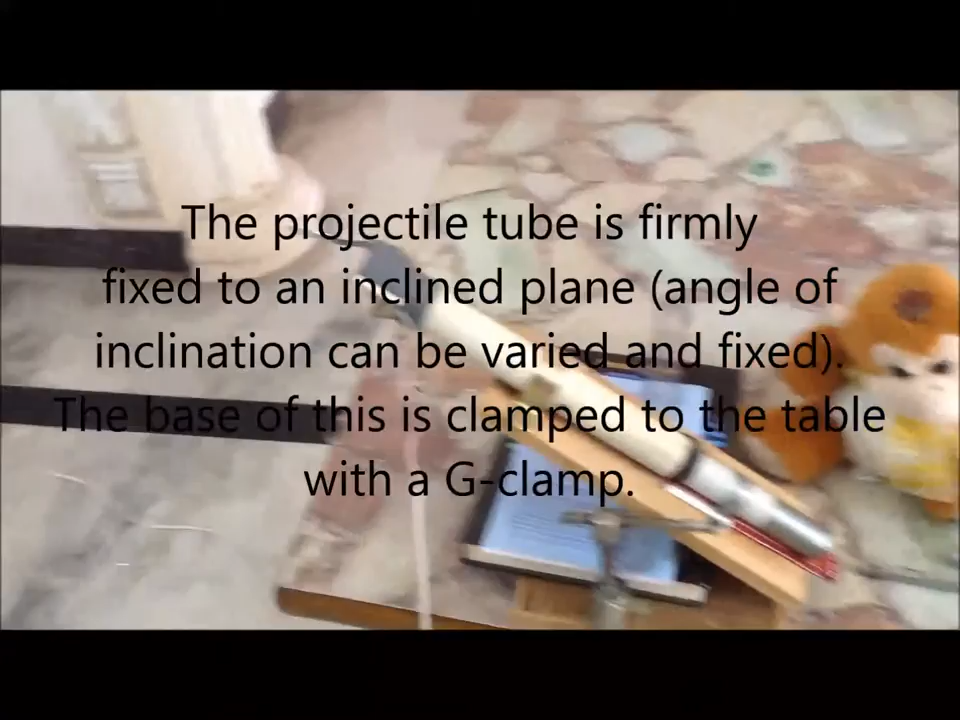 The projectile tube is firmly
fixed to an inclined plane (angle of
inclination can be varied and fixed).
The base of this is clamped to the table
with a G-clamp.